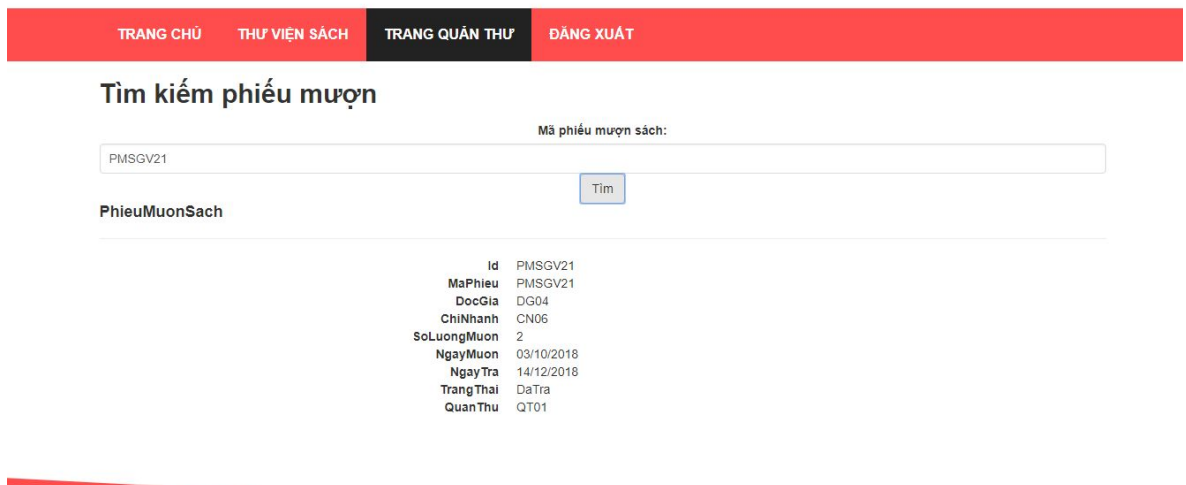 TRANG CHỦ THƯ VIỆN SÁCH TRANG QUẢN THƯ ĐĂNG XUẤT
Tìm kiếm phiếu mượn
Mã phiếu mượn sách:
PMSGV21
Tìm
PhieuMuonSach
Id PMSGV21
MaPhieu PMSGV21
DocGia DG04
ChiNhanh CN06
SoLuongMuon 2
NgayMuon 03/10/2018
NgayTra 14/12/2018
TrangThai DaTra
QuanThu QT01